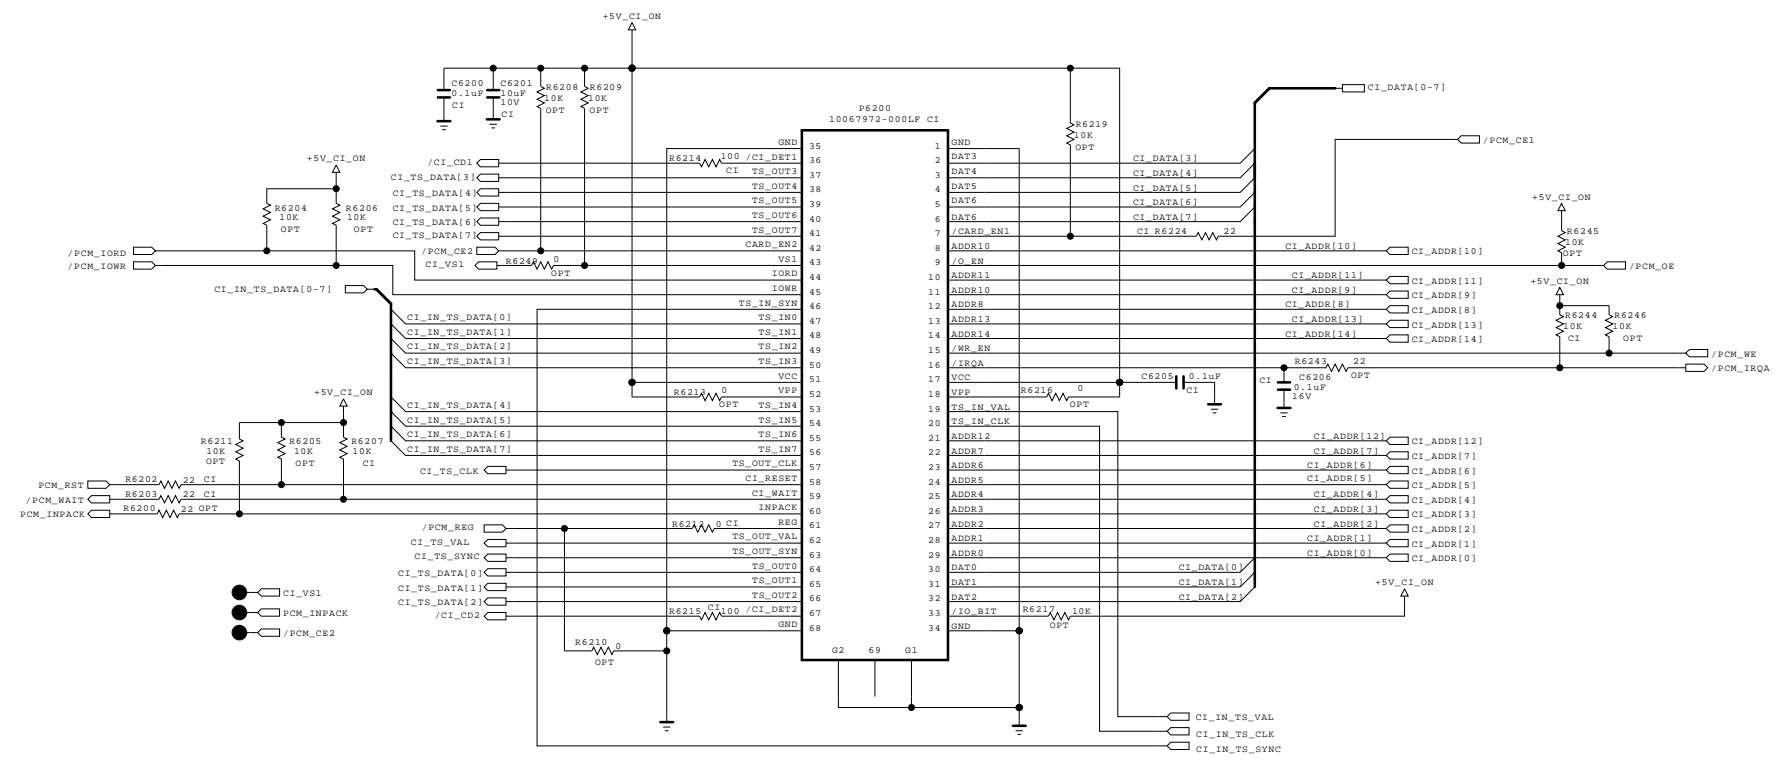 +5V_CI_ON
C6200
0.1uF
CI
C6201
10uF
10V
CI
R6208
10K
OPT
R6209
10K
OPT
P6200
10067972-000LF CI
R6219
10K
OPT
CI_DATA[0-7]
/PCM_CE1
+5V_CI_ON
R6204
10K
OPT
R6206
10K
OPT
/PCM_IORD
/PCM_IOWR
CI_IN_TS_DATA[0-7]
/CI_CD1
CI_TS_DATA[3]
CI_TS_DATA[4]
CI_TS_DATA[5]
CI_TS_DATA[6]
CI_TS_DATA[7]
/PCM_CE2
CI_VS1
R6214 100
CI
R6249 0
OPT
CI_IN_TS_DATA[0]
CI_IN_TS_DATA[1]
CI_IN_TS_DATA[2]
CI_IN_TS_DATA[3]
R6213 0
OPT
CI_IN_TS_DATA[4]
CI_IN_TS_DATA[5]
CI_IN_TS_DATA[6]
CI_IN_TS_DATA[7]
CI_TS_CLK
+5V_CI_ON
R6211
10K
OPT
R6205
10K
OPT
R6207
10K
CI
PCM_RST
R6202 22 CI
/PCM_WAIT
R6203 22 CI
PCM_INPACK
R6200 22 OPT
/PCM_REG
R6212 0 CI
CI_TS_VAL
CI_TS_SYNC
CI_TS_DATA[0]
CI_TS_DATA[1]
CI_TS_DATA[2]
/CI_CD2
R6215 CI 100
R6210 0
OPT
CI_VS1
PCM_INPACK
/PCM_CE2
GND 35
/CI_DET1 36
TS_OUT3 37
TS_OUT4 38
TS_OUT5 39
TS_OUT6 40
TS_OUT7 41
CARD_EN2 42
VS1 43
IORD 44
IOWR 45
TS_IN_SYN 46
TS_IN0 47
TS_IN1 48
TS_IN2 49
TS_IN3 50
VCC 51
VPP 52
TS_IN4 53
TS_IN5 54
TS_IN6 55
TS_IN7 56
TS_OUT_CLK 57
CI_RESET 58
CI_WAIT 59
INPACK 60
REG 61
TS_OUT_VAL 62
TS_OUT_SYN 63
TS_OUT0 64
TS_OUT1 65
TS_OUT2 66
/CI_DET2 67
GND 68
G2 69 G1
1 GND
2 DAT3
3 DAT4
4 DAT5
5 DAT6
6 DAT6
7 /CARD_EN1
8 ADDR10
9 /O_EN
10 ADDR11
11 ADDR10
12 ADDR8
13 ADDR13
14 ADDR14
15 /WR_EN
16 /IRQA
17 VCC
18 VPP
19 TS_IN_VAL
20 TS_IN_CLK
21 ADDR12
22 ADDR7
23 ADDR6
24 ADDR5
25 ADDR4
26 ADDR3
27 ADDR2
28 ADDR1
29 ADDR0
30 DAT0
31 DAT1
32 DAT2
33 /IO_BIT
34 GND
CI_DATA[3]
CI_DATA[4]
CI_DATA[5]
CI_DATA[6]
CI_DATA[7]
CI R6224 22
CI_ADDR[10] CI_ADDR[10]
+5V_CI_ON
R6245
10K
OPT
/PCM_OE
CI_ADDR[11] CI_ADDR[11]
CI_ADDR[9] CI_ADDR[9]
CI_ADDR[8] CI_ADDR[8]
CI_ADDR[13] CI_ADDR[13]
CI_ADDR[14] CI_ADDR[14]
+5V_CI_ON
R6244
10K
CI
R6246
10K
OPT
/PCM_WE
/PCM_IRQA
R6243 22
OPT
CI C6206
0.1uF
16V
C6205 0.1uF
CI
R6216 0
OPT
CI_ADDR[12] CI_ADDR[12]
CI_ADDR[7] CI_ADDR[7]
CI_ADDR[6] CI_ADDR[6]
CI_ADDR[5] CI_ADDR[5]
CI_ADDR[4] CI_ADDR[4]
CI_ADDR[3] CI_ADDR[3]
CI_ADDR[2] CI_ADDR[2]
CI_ADDR[1] CI_ADDR[1]
CI_ADDR[0] CI_ADDR[0]
CI_DATA[0]
CI_DATA[1]
CI_DATA[2]
+5V_CI_ON
R6217 10K
OPT
CI_IN_TS_VAL
CI_IN_TS_CLK
CI_IN_TS_SYNC